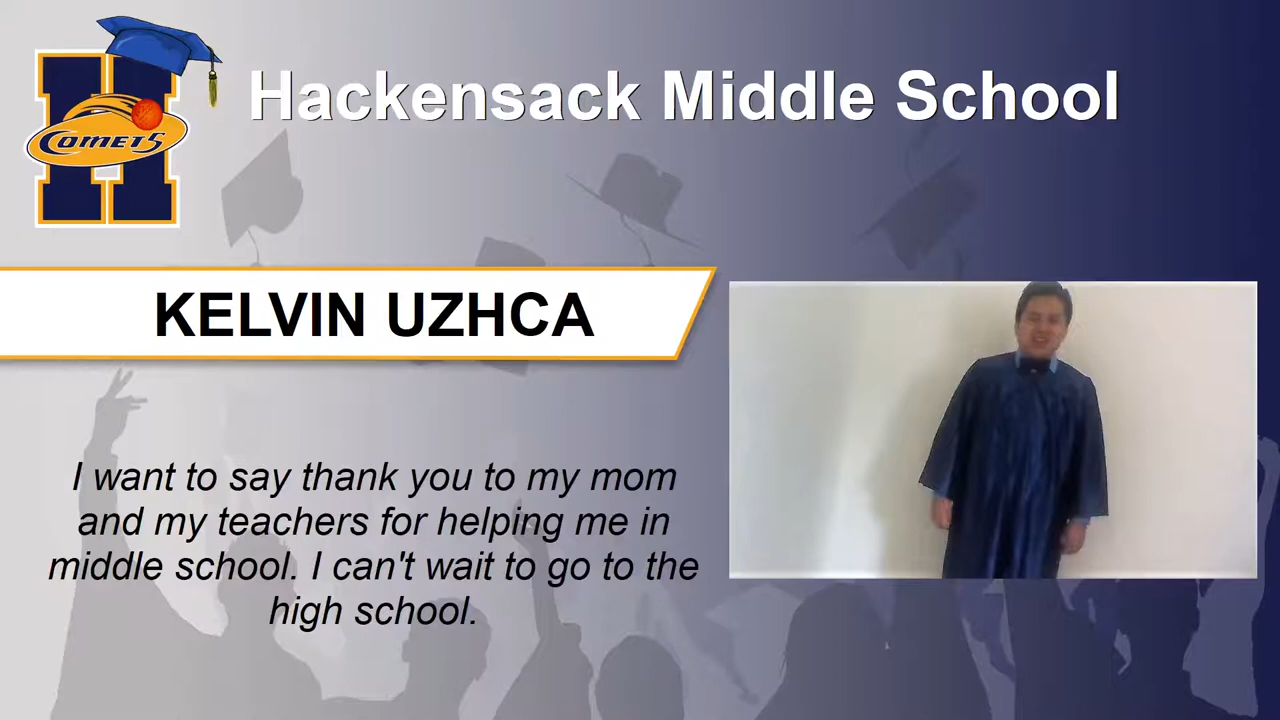 COMETS
Hackensack Middle School
KELVIN UZHCA
I want to say thank you to my mom
and my teachers for helping me in
middle school. I can't wait to go to the
high school.